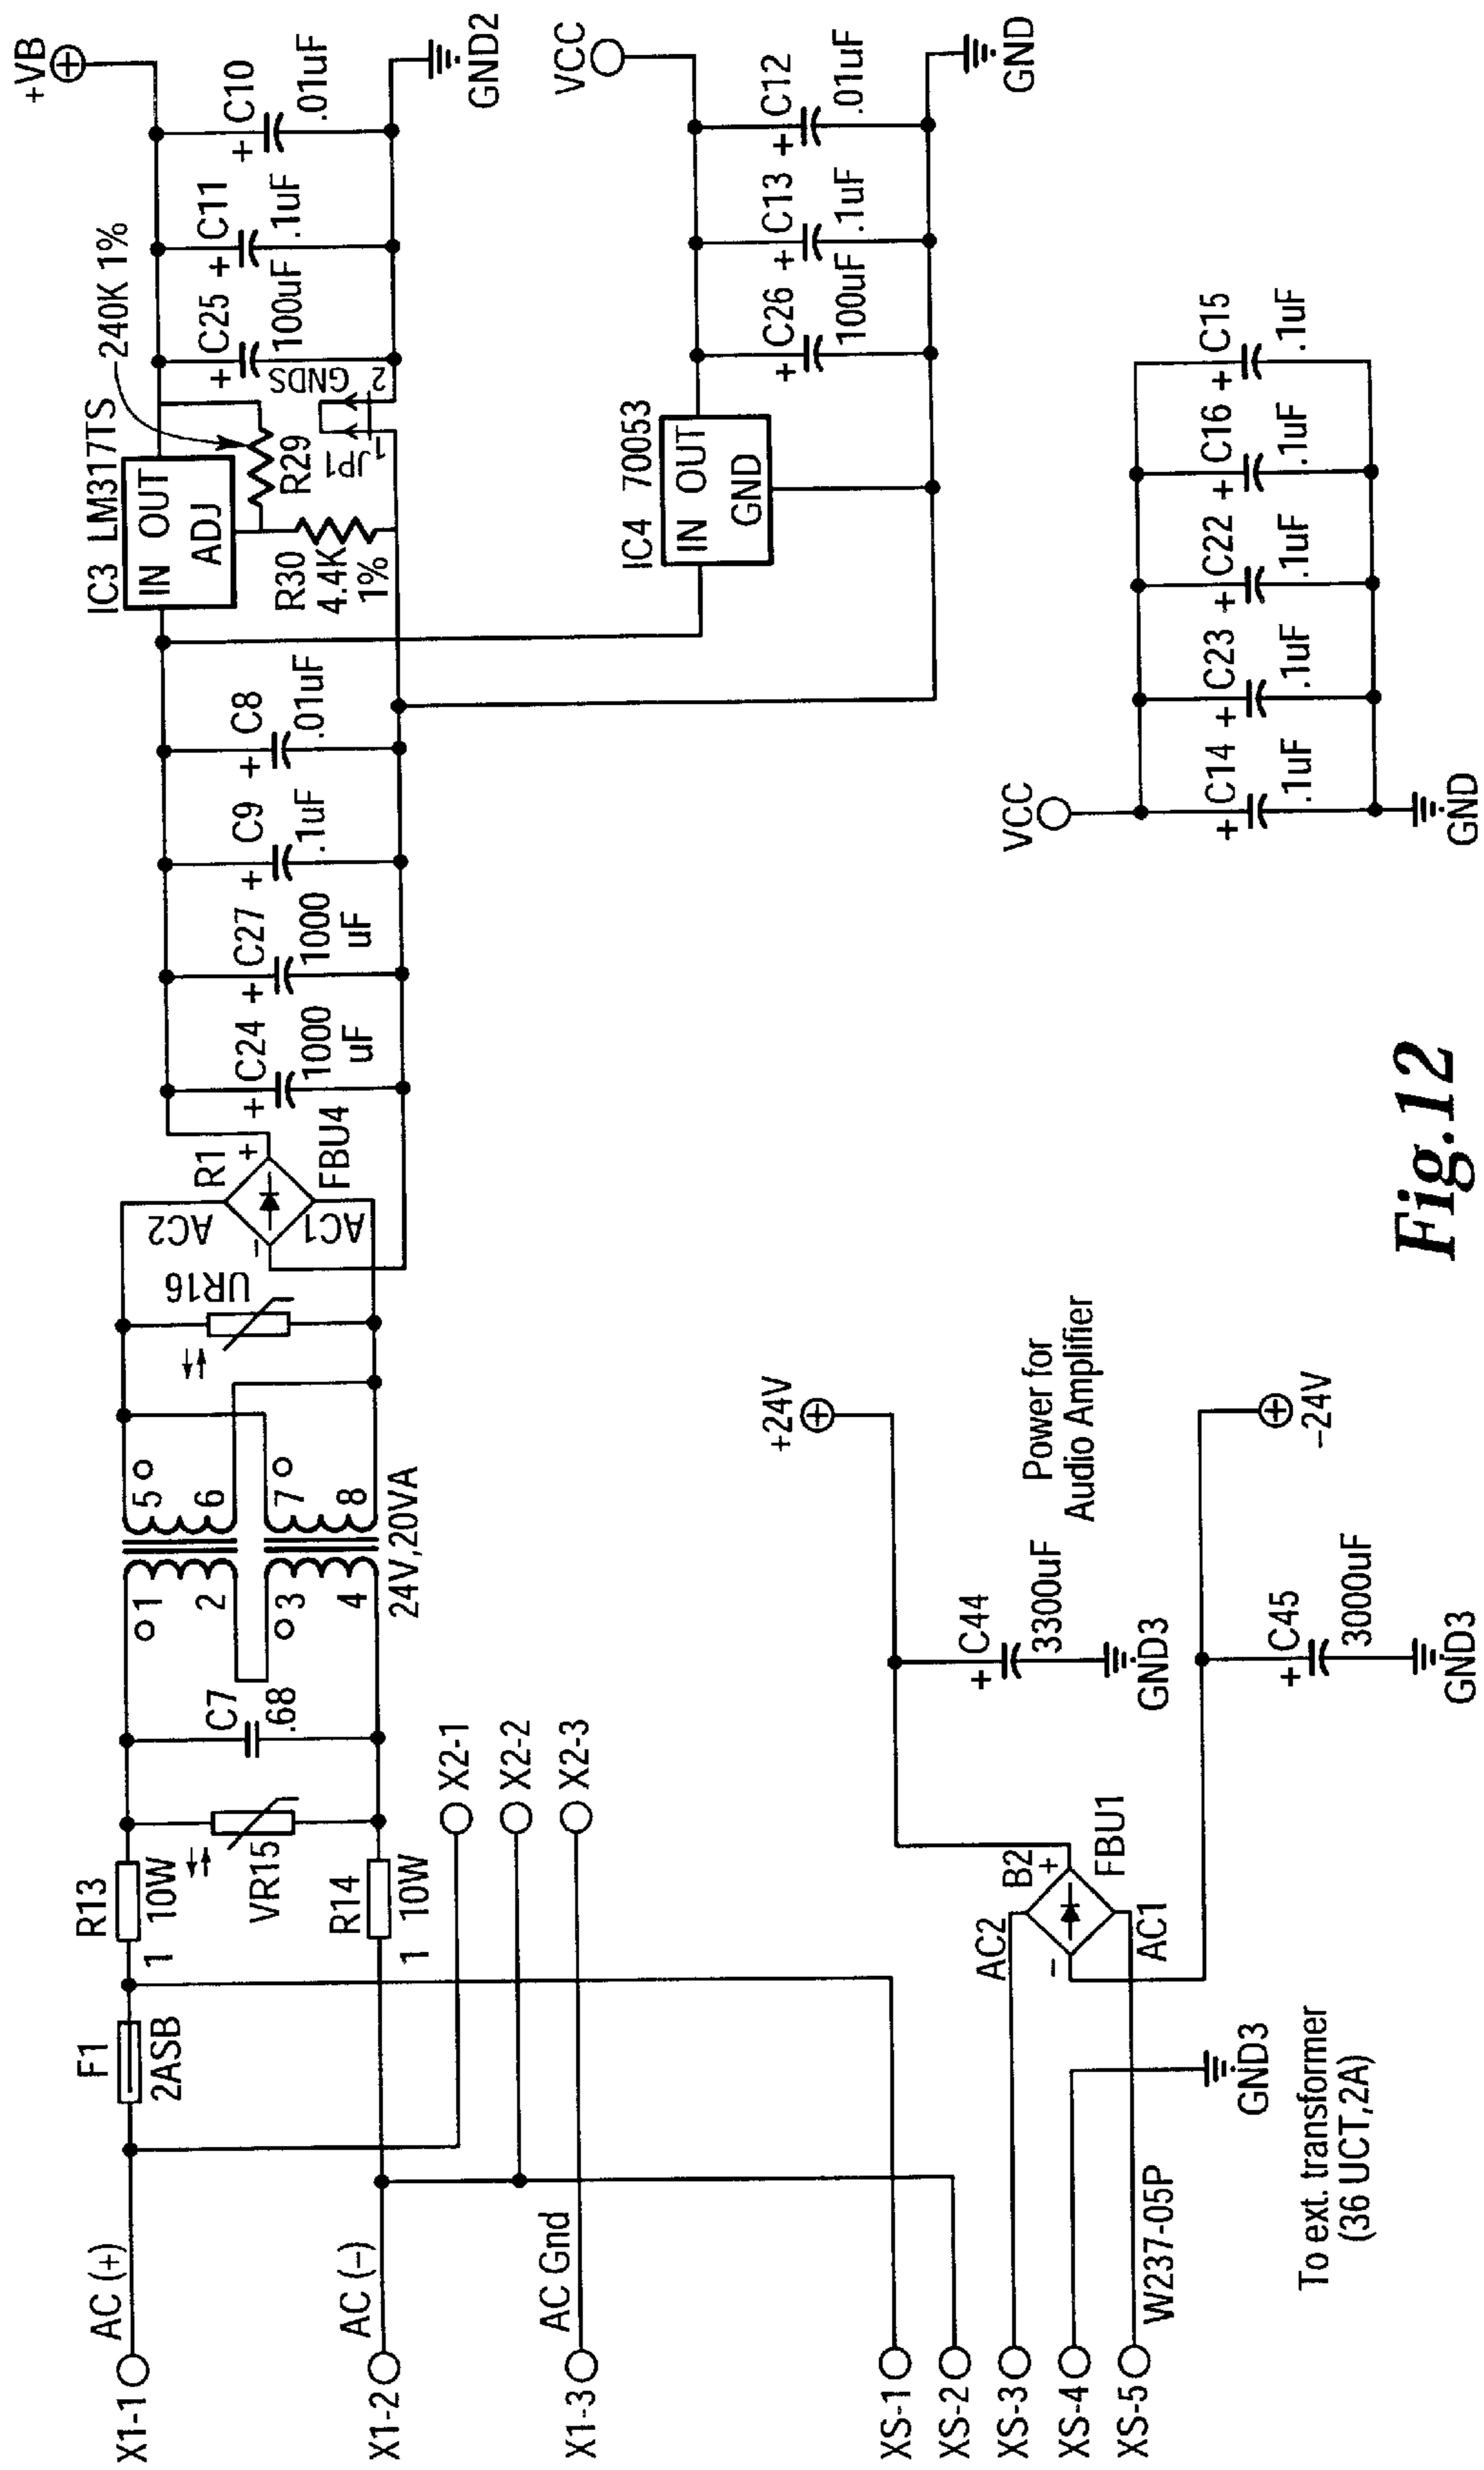 X1-1
AC (+)
F1
2ASB
1
R13
10W
VR15
C7
.68
1
2
3
4
5
6
7
8
24V,20VA
UR16
AC2
AC1
R1
+
–
FBU4
C24
+
1000
uF
C27
+
1000
uF
C9
+
.1uF
C8
+
.01uF
IC3 LM317TS
IN OUT
ADJ
R30
4.4K
1%
R29
240K 1%
JP1
1
2
GNDS
C25
+
100uF
C11
+
.1uF
C10
+
.01uF
+VB
GND2
X1-2
AC (–)
1
R14
10W
X2-1
X2-2
X2-3
X1-3
AC Gnd
IC4 70053
IN OUT
GND
C26
+
100uF
C13
+
.1uF
C12
+
.01uF
VCC
GND
XS-1
XS-2
XS-3
XS-4
XS-5
W237-05P
GND3
AC2
AC1
B2
+
–
FBU1
+24V
C44
+
3300uF
GND3
Power for
Audio Amplifier
–24V
C45
+
3000uF
GND3
To ext. transformer
(36 UCT,2A)
VCC
C14
+
.1uF
C23
+
.1uF
C22
+
.1uF
C16
+
.1uF
C15
+
.1uF
GND
Fig.12